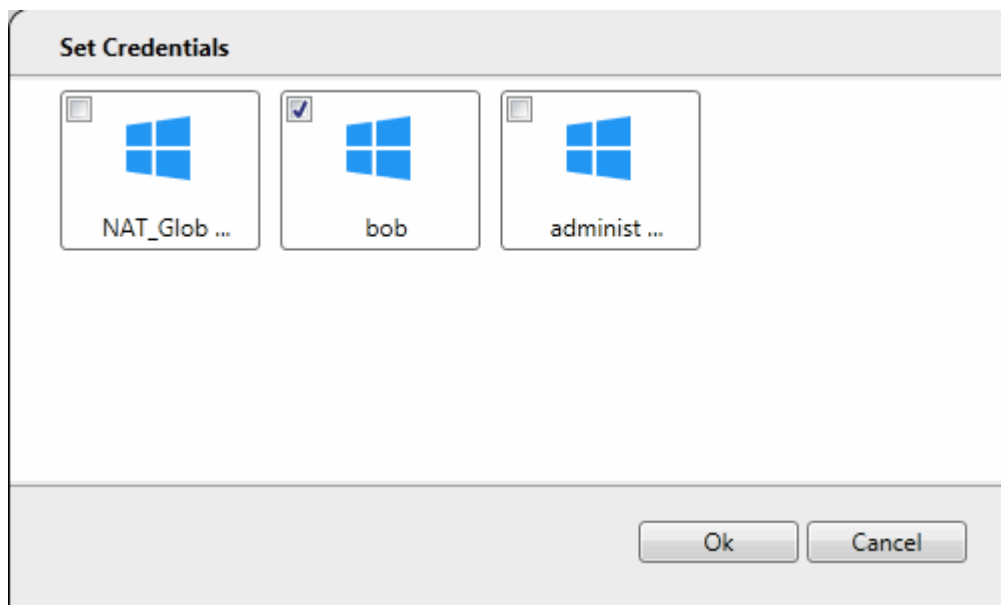 Set Credentials
NAT_Glob ...
bob
administ ...
Ok
Cancel